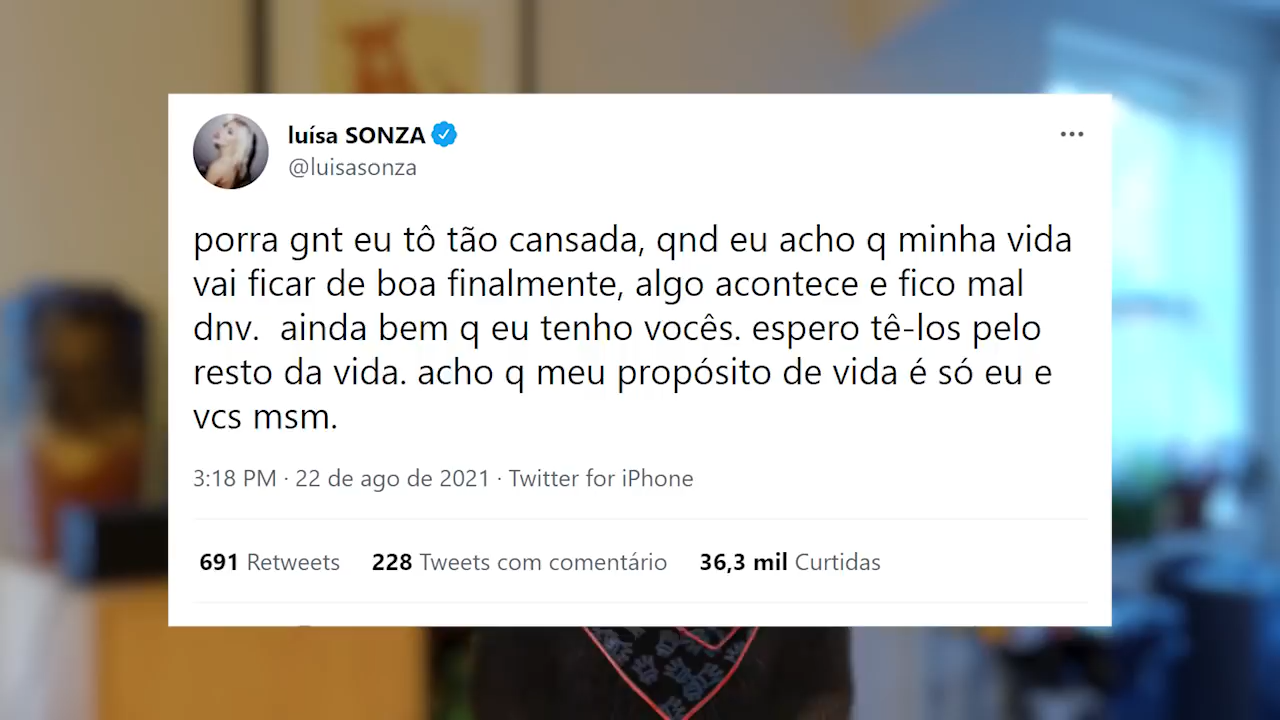 luísa SONZA
@luisasonza
porra gnt eu tô tão cansada, qnd eu acho q minha vida
vai ficar de boa finalmente, algo acontece e fico mal
dnv.  ainda bem q eu tenho vocês. espero tê-los pelo
resto da vida. acho q meu propósito de vida é só eu e
vcs msm.
3:18 PM · 22 de ago de 2021 · Twitter for iPhone
691 Retweets 228 Tweets com comentário 36,3 mil Curtidas